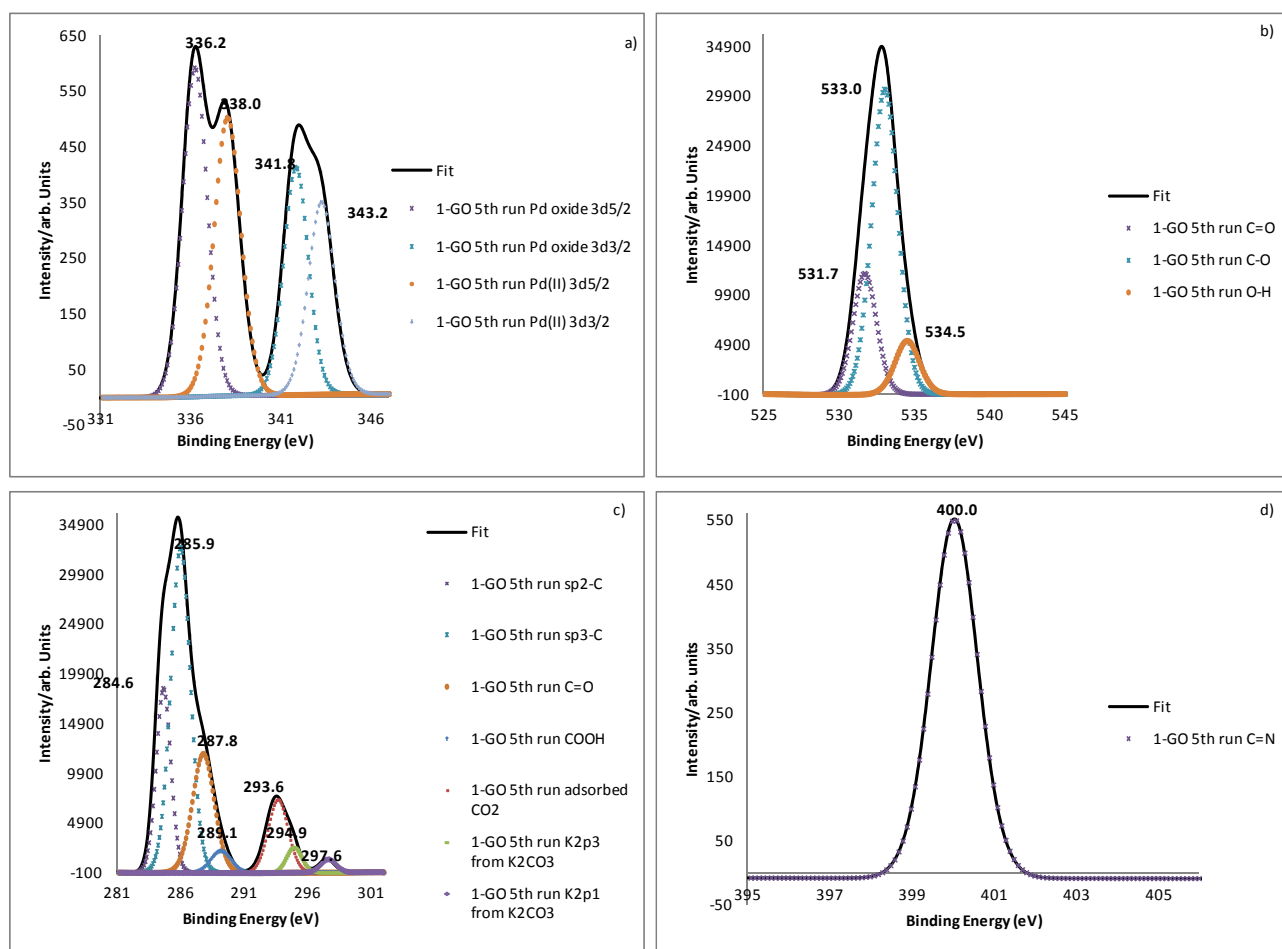 a)
650
550
450
350
250
150
50
-50
Intensity/arb. Units
336.2
338.0
341.8
343.2
Fit
1-GO 5th run Pd oxide 3d5/2
1-GO 5th run Pd oxide 3d3/2
1-GO 5th run Pd(II) 3d5/2
1-GO 5th run Pd(II) 3d3/2
331 336 341 346
Binding Energy (eV)
b)
34900
29900
24900
19900
14900
9900
4900
-100
Intensity/arb. Units
533.0
531.7
534.5
Fit
1-GO 5th run C=O
1-GO 5th run C-O
1-GO 5th run O-H
525 530 535 540 545
Binding Energy (eV)
c)
34900
29900
24900
19900
14900
9900
4900
-100
Intensity/arb. Units
285.9
284.6
287.8
289.1
293.6
294.9
297.6
Fit
1-GO 5th run sp2-C
1-GO 5th run sp3-C
1-GO 5th run C=O
1-GO 5th run COOH
1-GO 5th run adsorbed
CO2
1-GO 5th run K2p3
from K2CO3
1-GO 5th run K2p1
from K2CO3
281 286 291 296 301
Binding Energy (eV)
d)
550
450
350
250
150
50
-50
Intensity/arb. units
400.0
Fit
1-GO 5th run C=N
395 397 399 401 403 405
Binding Energy (eV)